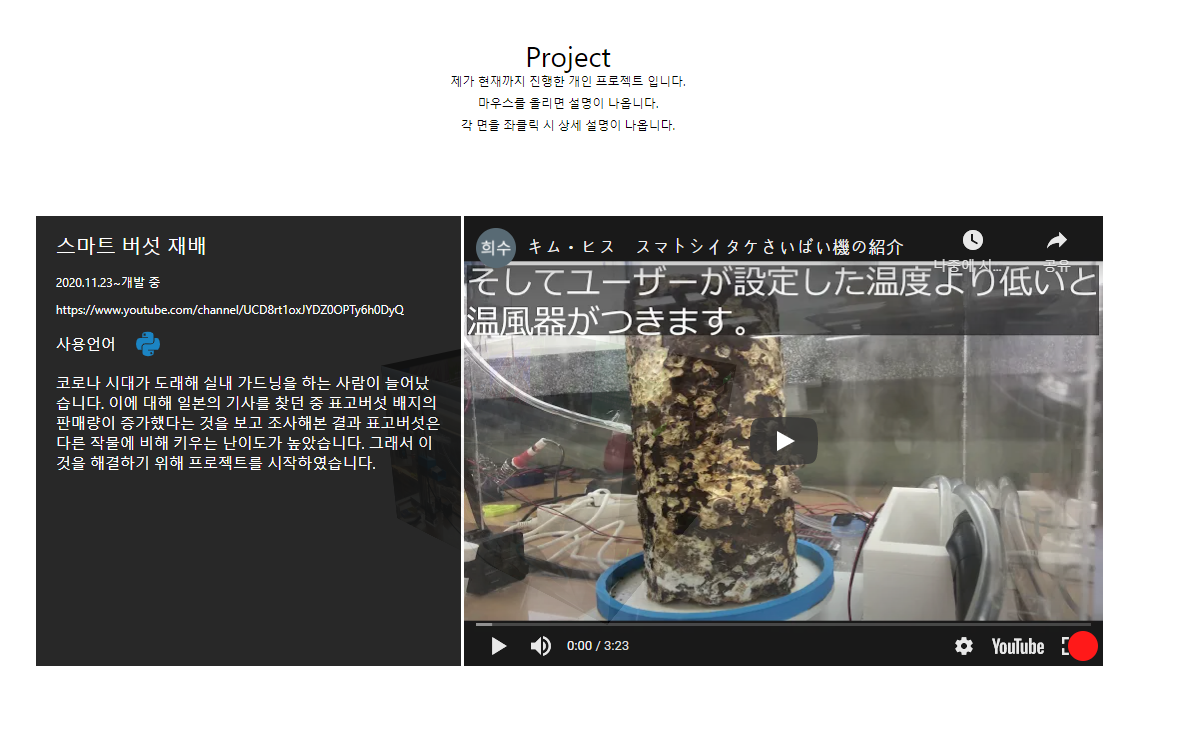 Project
제가 현재까지 진행한 개인 프로젝트 입니다.
마우스를 올리면 설명이 나옵니다.
각 면을 좌클릭 시 상세 설명이 나옵니다.
스마트 버섯 재배
2020.11.23~개발 중
https://www.youtube.com/channel/UCD8rt1oxJYDZ0OPTy6h0DyQ
사용언어
코로나 시대가 도래해 실내 가드닝을 하는 사람이 늘어났
습니다. 이에 대해 일본의 기사를 찾던 중 표고버섯 배지의
판매량이 증가했다는 것을 보고 조사해본 결과 표고버섯은
다른 작물에 비해 키우는 난이도가 높았습니다. 그래서 이
것을 해결하기 위해 프로젝트를 시작하였습니다.
희수
キム・ヒス　スマトシイタケさいばい機の紹介
나중에 시...
공유
そしてユーザーが設定した温度より低いと
温風器がつきます。
0:00 / 3:23
YouTube